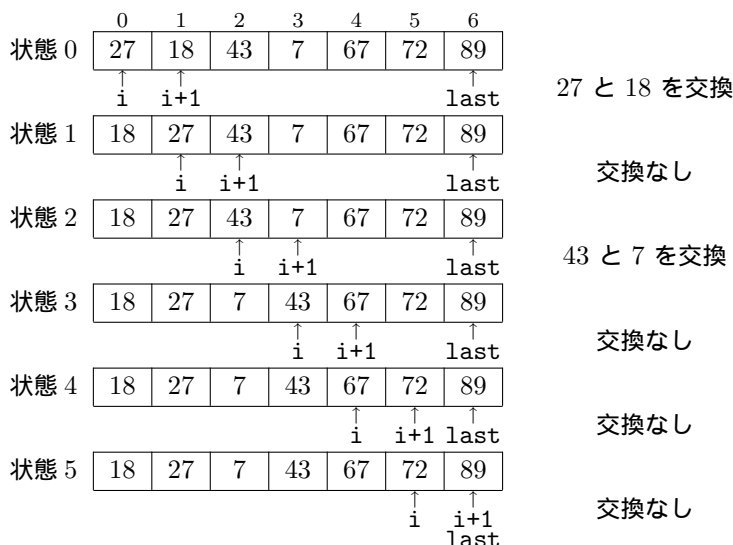 0 1 2 3 4 5 6
状態 0 27 18 43 7 67 72 89
i i+1 last
27 と 18 を交換
状態 1 18 27 43 7 67 72 89
i i+1 last
交換なし
状態 2 18 27 43 7 67 72 89
i i+1 last
43 と 7 を交換
状態 3 18 27 7 43 67 72 89
i i+1 last
交換なし
状態 4 18 27 7 43 67 72 89
i i+1 last
交換なし
状態 5 18 27 7 43 67 72 89
i i+1
last
交換なし